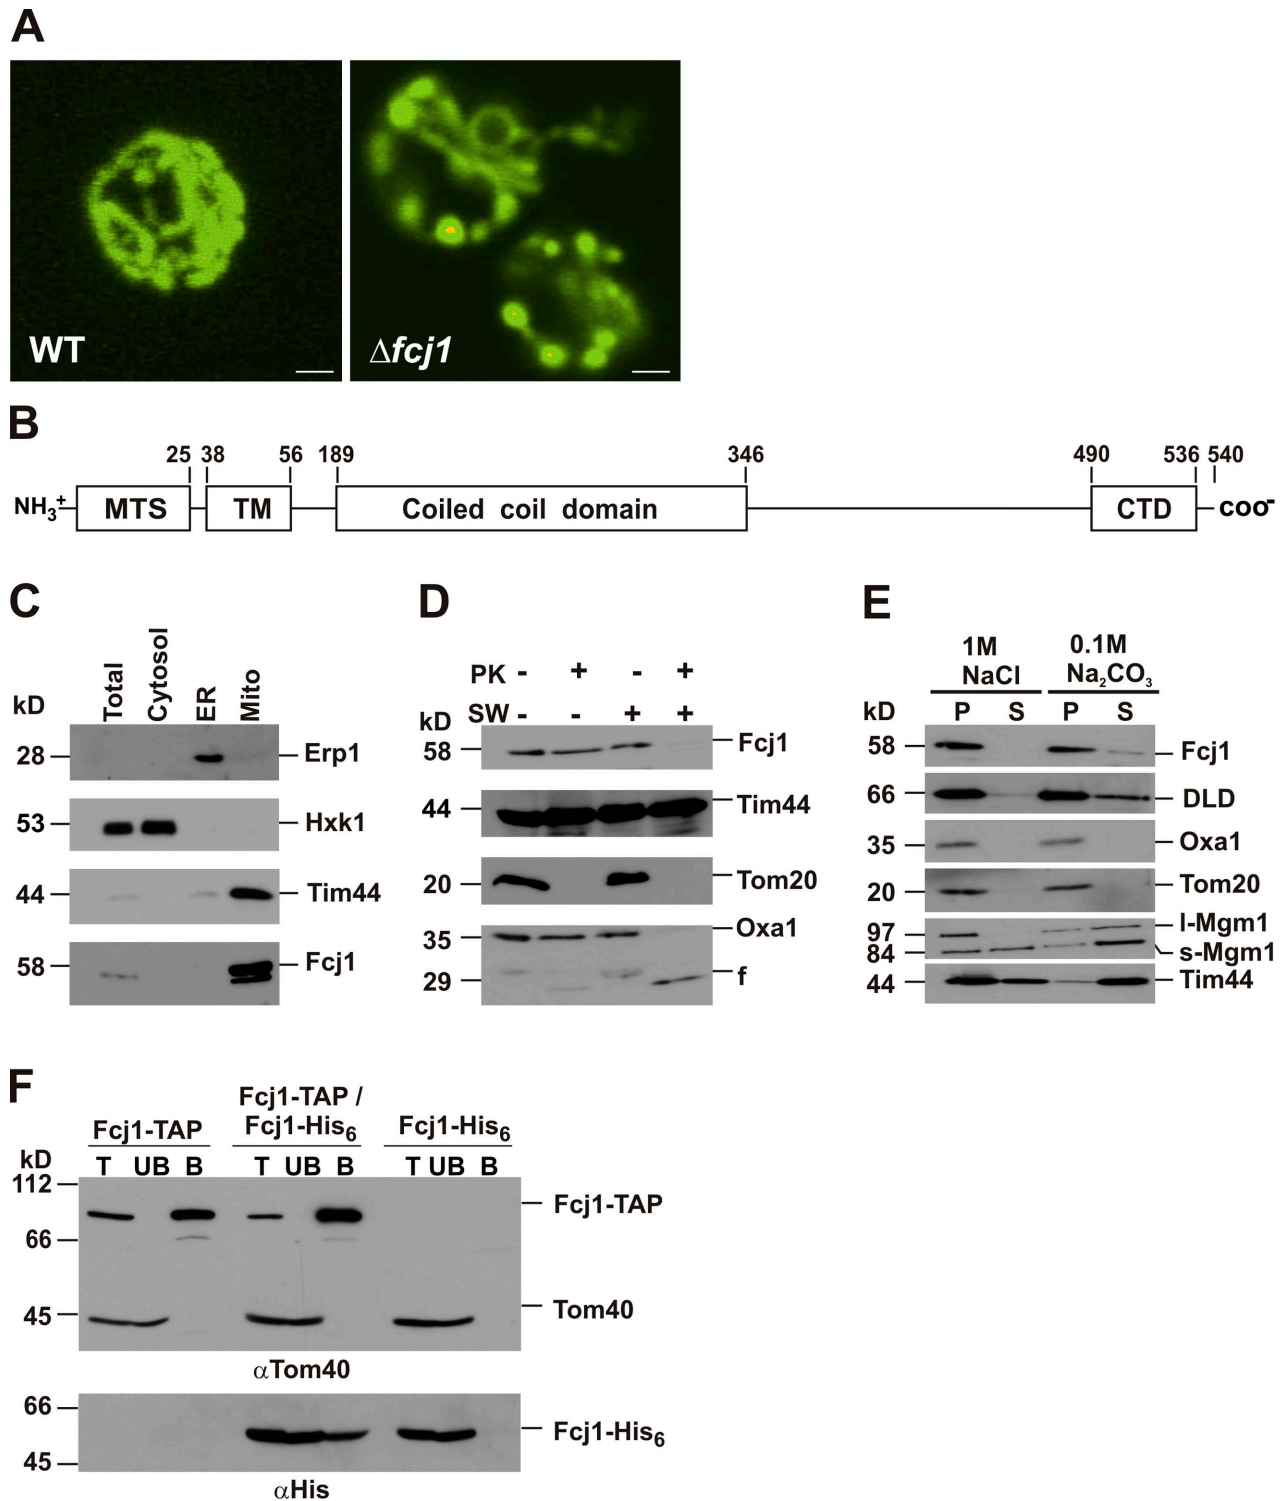 A
WT
Δfcj1
B
25 38 56 189 346 490 536 540
NH3+ MTS TM Coiled coil domain CTD COO-
C
kD Total Cytosol ER Mito
28 Erp1
53 Hxk1
44 Tim44
58 Fcj1
D
PK - + - +
SW - - + +
kD
58 Fcj1
44 Tim44
20 Tom20
35 Oxa1
29 f
E
1M NaCl
0.1M Na2CO3
kD P S P S
58 Fcj1
66 DLD
35 Oxa1
20 Tom20
97 l-Mgm1
84 s-Mgm1
44 Tim44
F
Fcj1-TAP
Fcj1-TAP / Fcj1-His6
Fcj1-His6
kD T UB B T UB B T UB B
112 Fcj1-TAP
66
45 Tom40
αTom40
66 Fcj1-His6
45
αHis